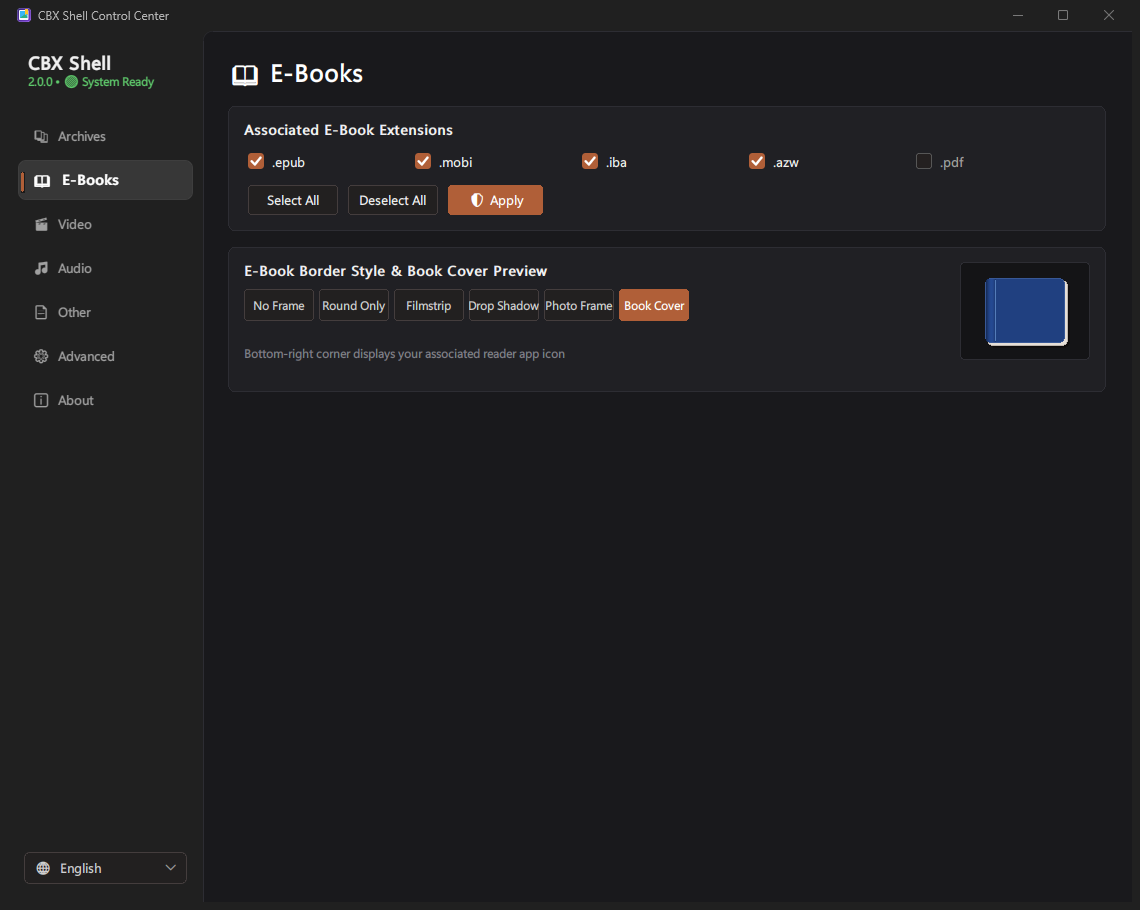 CBX Shell Control Center
CBX Shell
2.0.0 • System Ready
Archives
E-Books
Video
Audio
Other
Advanced
About
English
E-Books
Associated E-Book Extensions
.epub .mobi .iba .azw .pdf
Select All Deselect All Apply
E-Book Border Style & Book Cover Preview
No Frame Round Only Filmstrip Drop Shadow Photo Frame Book Cover
Bottom-right corner displays your associated reader app icon